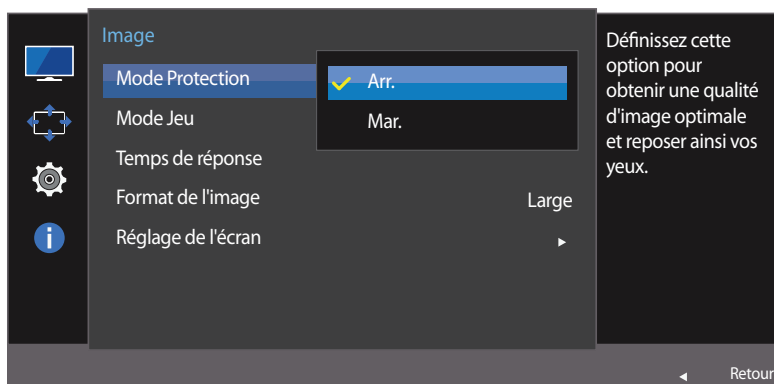 Image
Mode Protection
Arr.
Mode Jeu
Mar.
Temps de réponse
Format de l'image
Large
Réglage de l'écran
Définissez cette
option pour
obtenir une qualité
d'image optimale
et reposer ainsi vos
yeux.
Retour